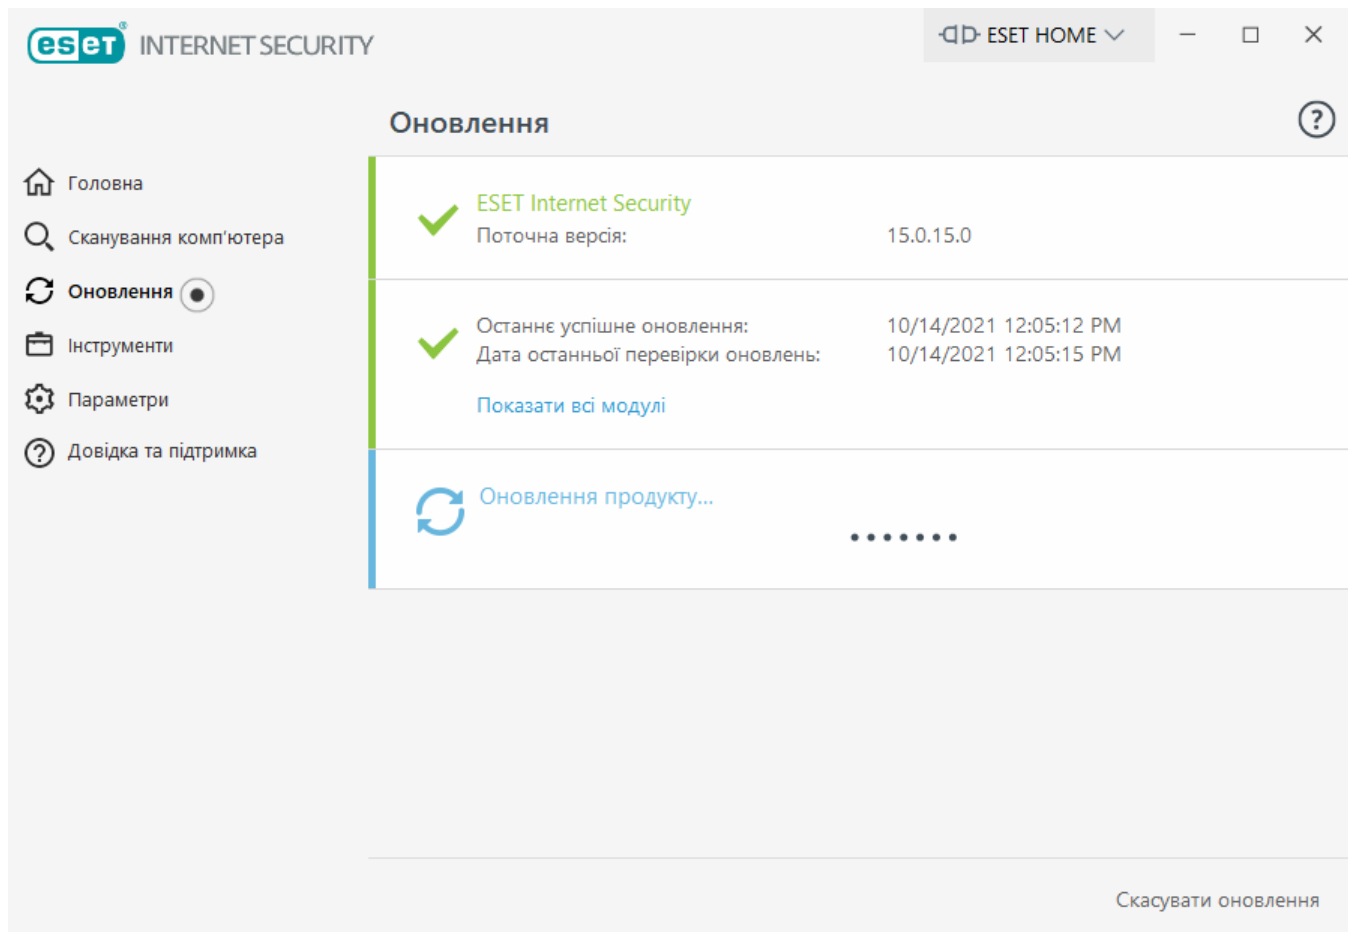 eset® INTERNET SECURITY
ESET HOME
Оновлення
Головна
Сканування комп'ютера
Оновлення
Інструменти
Параметри
Довідка та підтримка
ESET Internet Security
Поточна версія: 15.0.15.0
Останнє успішне оновлення: 10/14/2021 12:05:12 PM
Дата останньої перевірки оновлень: 10/14/2021 12:05:15 PM
Показати всі модулі
Оновлення продукту...
Скасувати оновлення